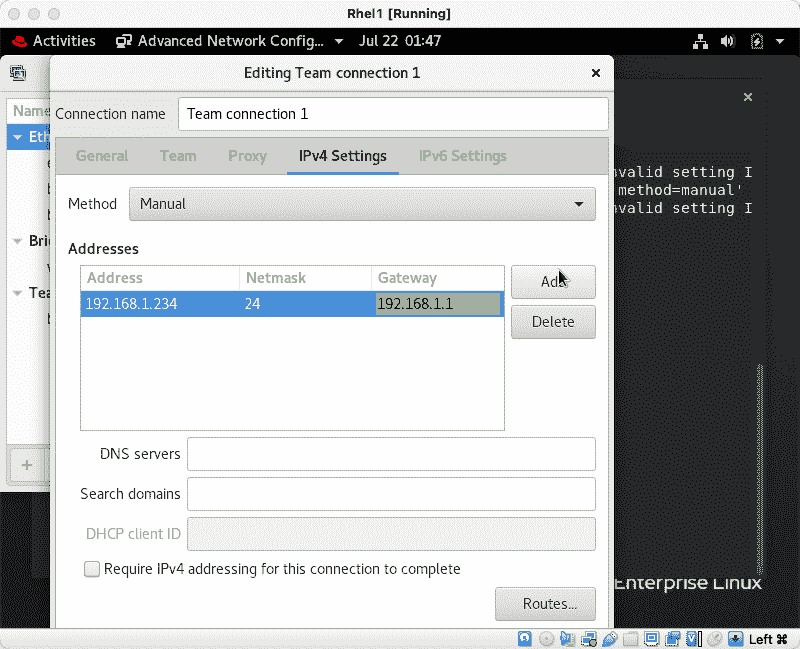 Rhel1 [Running]
Activities Advanced Network Config... Jul 22 01:47
Editing Team connection 1
Name
Connection name Team connection 1
Eth
General Team Proxy IPv4 Settings IPv6 Settings
nvalid setting I
method=manual'
nvalid setting I
Method Manual
Bri
Addresses
Address Netmask Gateway
Add
192.168.1.234 24 192.168.1.1
Tea
Delete
DNS servers
+
Search domains
DHCP client ID
Require IPv4 addressing for this connection to complete
Enterprise Linux
Routes...
Left ⌘